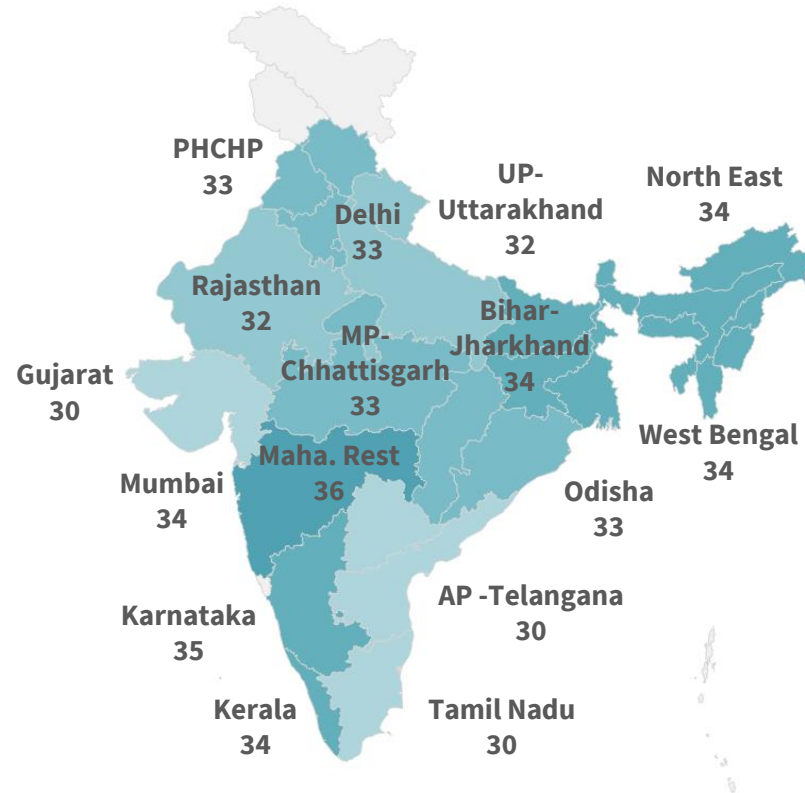 PHCHP
33
UP-
Uttarakhand
32
North East
34
Delhi
33
Rajasthan
32
Bihar-
Jharkhand
34
MP-
Chhattisgarh
33
Gujarat
30
West Bengal
34
Maha. Rest
36
Mumbai
34
Odisha
33
AP -Telangana
30
Karnataka
35
Kerala
34
Tamil Nadu
30